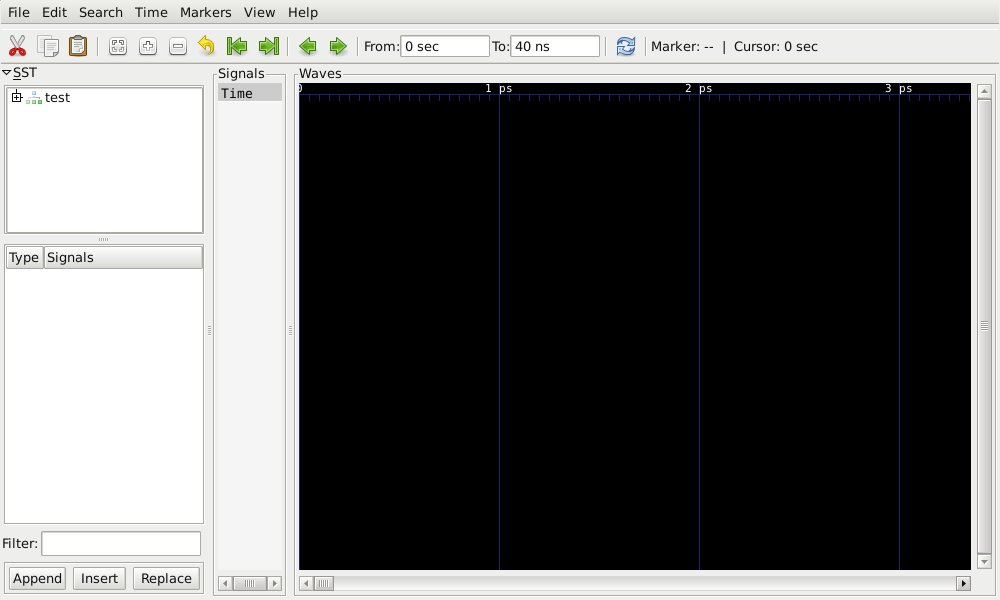 File Edit Search Time Markers View Help
From: 0 sec To: 40 ns Marker: -- | Cursor: 0 sec
SST
test
Type Signals
Filter:
Append Insert Replace
Signals
Time
Waves
0 1 ps 2 ps 3 ps